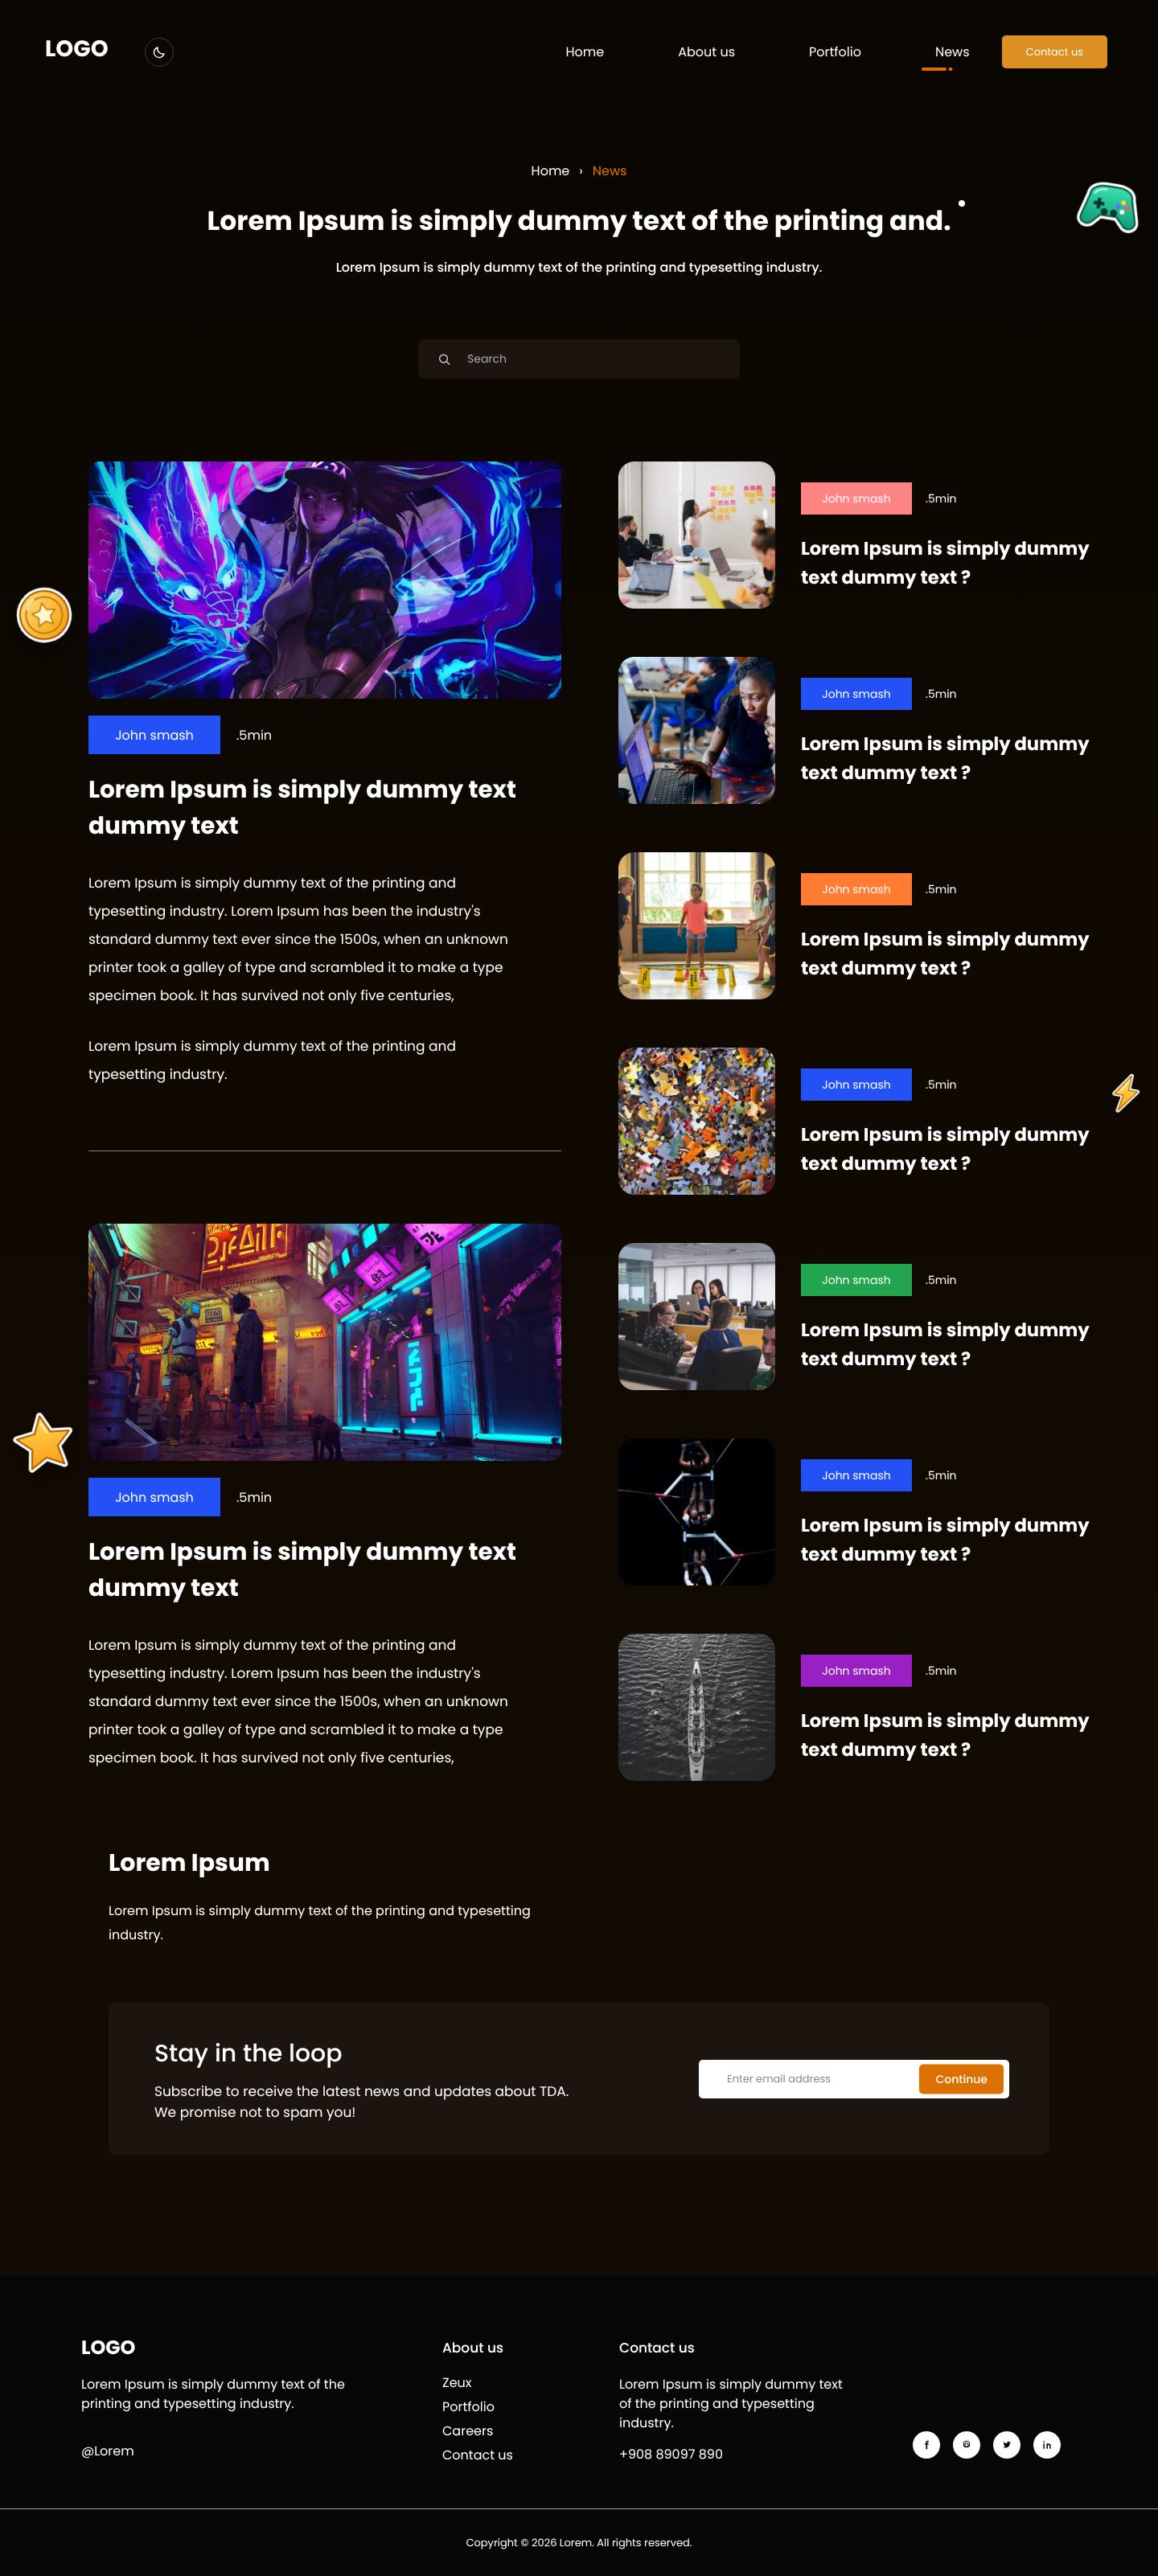 LOGO
Home
About us
Portfolio
News
Contact us
Home › News
Lorem Ipsum is simply dummy text of the printing and.
Lorem Ipsum is simply dummy text of the printing and typesetting industry.
Search
John smash .5min
Lorem Ipsum is simply dummy text
dummy text
Lorem Ipsum is simply dummy text of the printing and
typesetting industry. Lorem Ipsum has been the industry's
standard dummy text ever since the 1500s, when an unknown
printer took a galley of type and scrambled it to make a type
specimen book. It has survived not only five centuries,
Lorem Ipsum is simply dummy text of the printing and
typesetting industry.
John smash .5min
Lorem Ipsum is simply dummy text
dummy text
Lorem Ipsum is simply dummy text of the printing and
typesetting industry. Lorem Ipsum has been the industry's
standard dummy text ever since the 1500s, when an unknown
printer took a galley of type and scrambled it to make a type
specimen book. It has survived not only five centuries,
John smash .5min
Lorem Ipsum is simply dummy
text dummy text ?
John smash .5min
Lorem Ipsum is simply dummy
text dummy text ?
John smash .5min
Lorem Ipsum is simply dummy
text dummy text ?
John smash .5min
Lorem Ipsum is simply dummy
text dummy text ?
John smash .5min
Lorem Ipsum is simply dummy
text dummy text ?
John smash .5min
Lorem Ipsum is simply dummy
text dummy text ?
John smash .5min
Lorem Ipsum is simply dummy
text dummy text ?
Lorem Ipsum
Lorem Ipsum is simply dummy text of the printing and typesetting
industry.
Stay in the loop
Subscribe to receive the latest news and updates about TDA.
We promise not to spam you!
Enter email address
Continue
LOGO
Lorem Ipsum is simply dummy text of the
printing and typesetting industry.
@Lorem
About us
Zeux
Portfolio
Careers
Contact us
Contact us
Lorem Ipsum is simply dummy text
of the printing and typesetting
industry.
+908 89097 890
Copyright © 2026 Lorem. All rights reserved.